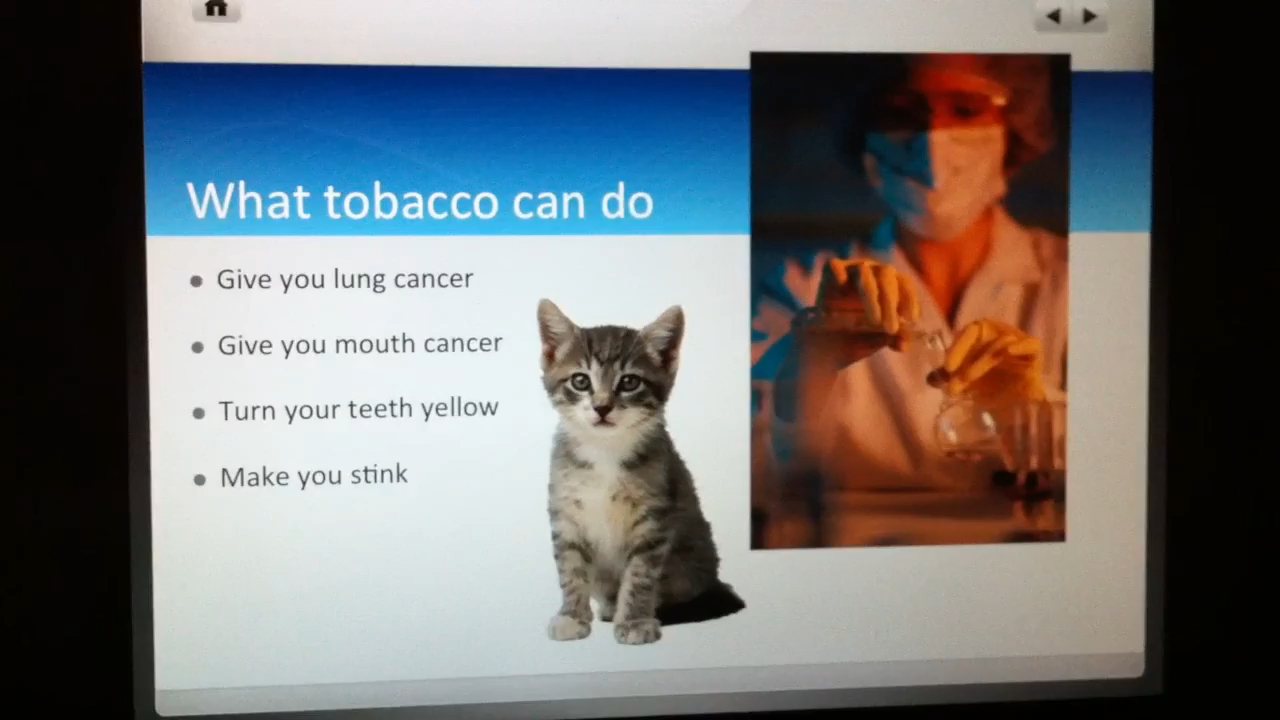 What tobacco can do
Give you lung cancer
Give you mouth cancer
Turn your teeth yellow
Make you stink